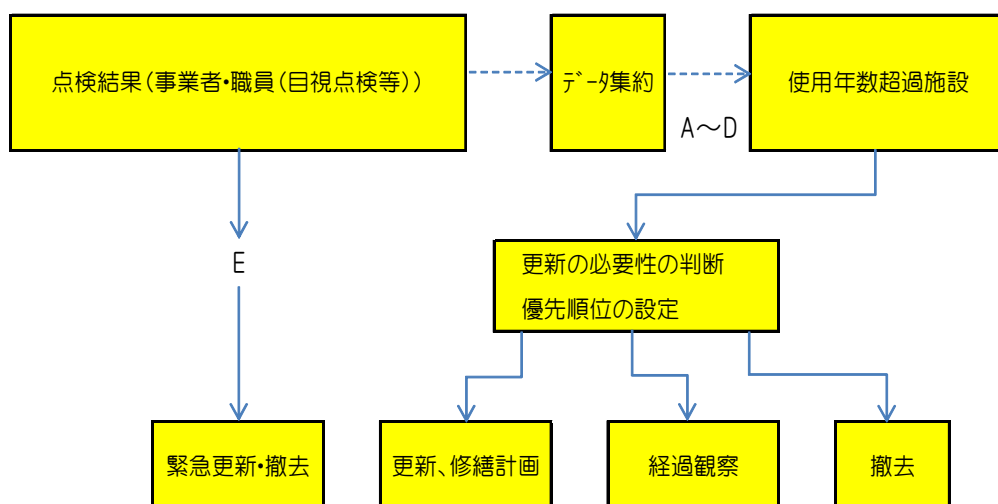 点検結果(事業者・職員(目視点検等))
ﾃﾞｰﾀ集約
使用年数超過施設
A～D
E
更新の必要性の判断
優先順位の設定
緊急更新・撤去
更新、修繕計画
経過観察
撤去